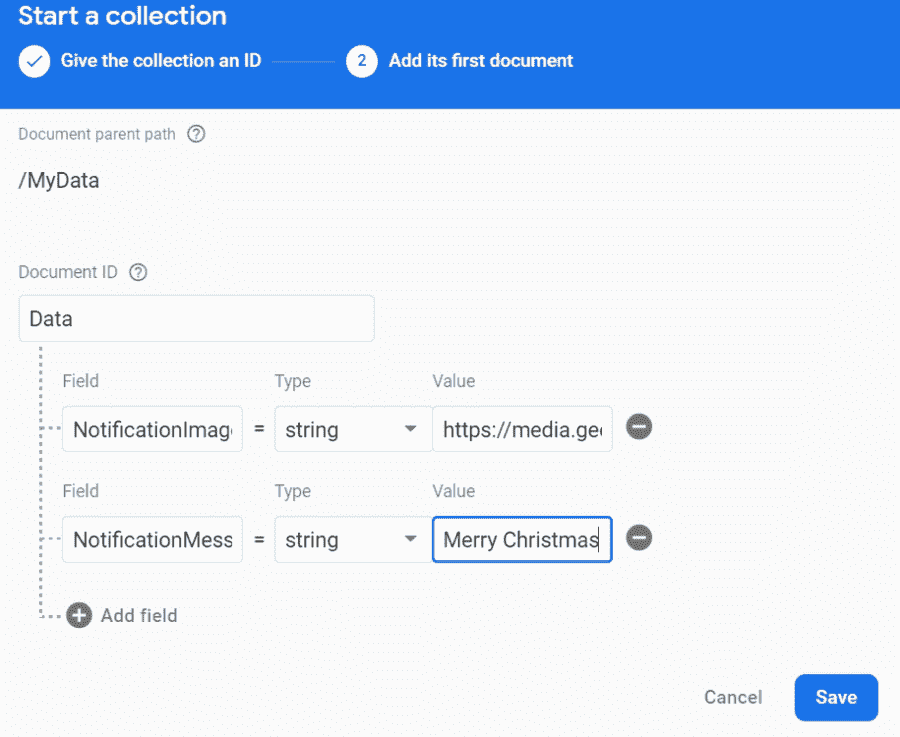 Start a collection
Give the collection an ID 2 Add its first document
Document parent path ?
/MyData
Document ID ?
Data
Field Type Value
NotificationImag = string https://media.gee
Field Type Value
NotificationMess = string Merry Christmas
Add field
Cancel Save